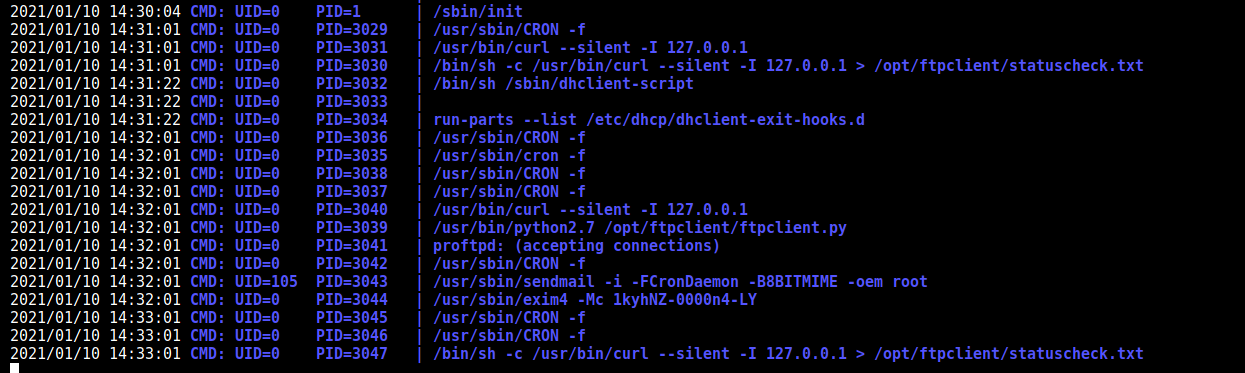 2021/01/10 14:30:04 CMD: UID=0 PID=1 | /sbin/init
2021/01/10 14:31:01 CMD: UID=0 PID=3029 | /usr/sbin/CRON -f
2021/01/10 14:31:01 CMD: UID=0 PID=3031 | /usr/bin/curl --silent -I 127.0.0.1
2021/01/10 14:31:01 CMD: UID=0 PID=3030 | /bin/sh -c /usr/bin/curl --silent -I 127.0.0.1 > /opt/ftpclient/statuscheck.txt
2021/01/10 14:31:22 CMD: UID=0 PID=3032 | /bin/sh /sbin/dhclient-script
2021/01/10 14:31:22 CMD: UID=0 PID=3033 |
2021/01/10 14:31:22 CMD: UID=0 PID=3034 | run-parts --list /etc/dhcp/dhclient-exit-hooks.d
2021/01/10 14:32:01 CMD: UID=0 PID=3036 | /usr/sbin/CRON -f
2021/01/10 14:32:01 CMD: UID=0 PID=3035 | /usr/sbin/cron -f
2021/01/10 14:32:01 CMD: UID=0 PID=3038 | /usr/sbin/CRON -f
2021/01/10 14:32:01 CMD: UID=0 PID=3037 | /usr/sbin/CRON -f
2021/01/10 14:32:01 CMD: UID=0 PID=3040 | /usr/bin/curl --silent -I 127.0.0.1
2021/01/10 14:32:01 CMD: UID=0 PID=3039 | /usr/bin/python2.7 /opt/ftpclient/ftpclient.py
2021/01/10 14:32:01 CMD: UID=0 PID=3041 | proftpd: (accepting connections)
2021/01/10 14:32:01 CMD: UID=0 PID=3042 | /usr/sbin/CRON -f
2021/01/10 14:32:01 CMD: UID=105 PID=3043 | /usr/sbin/sendmail -i -FCronDaemon -B8BITMIME -oem root
2021/01/10 14:32:01 CMD: UID=0 PID=3044 | /usr/sbin/exim4 -Mc 1kyhNZ-0000n4-LY
2021/01/10 14:33:01 CMD: UID=0 PID=3045 | /usr/sbin/CRON -f
2021/01/10 14:33:01 CMD: UID=0 PID=3046 | /usr/sbin/CRON -f
2021/01/10 14:33:01 CMD: UID=0 PID=3047 | /bin/sh -c /usr/bin/curl --silent -I 127.0.0.1 > /opt/ftpclient/statuscheck.txt